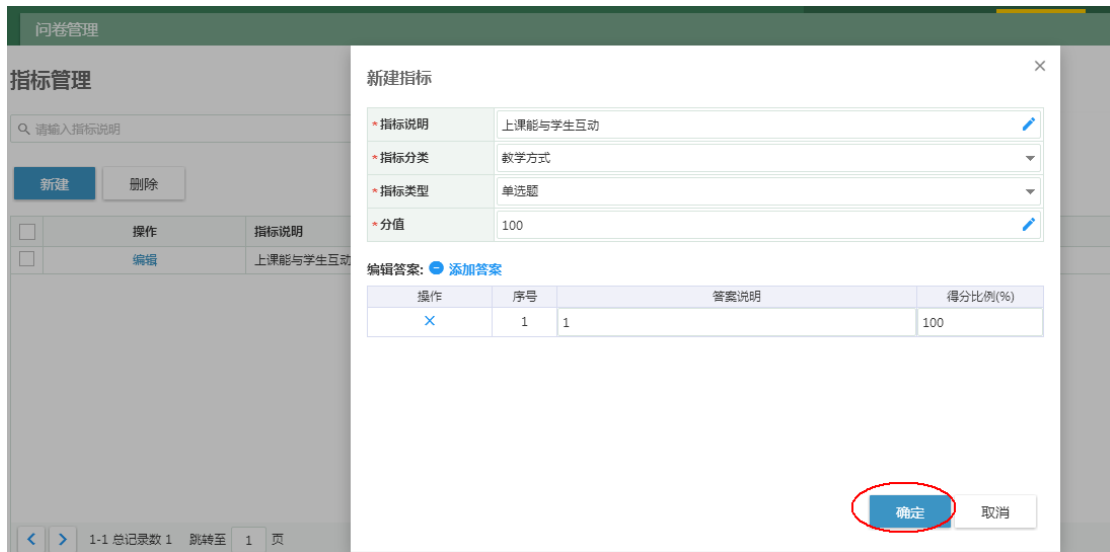 问卷管理
指标管理
请输入指标说明
新建 删除
操作 指标说明
编辑 上课能与学生互动
1-1 总记录数 1 跳转至 1 页
新建指标
*指标说明 上课能与学生互动
*指标分类 教学方式
*指标类型 单选题
*分值 100
编辑答案: 添加答案
操作 序号 答案说明 得分比例(%)
1 1 100
确定 取消